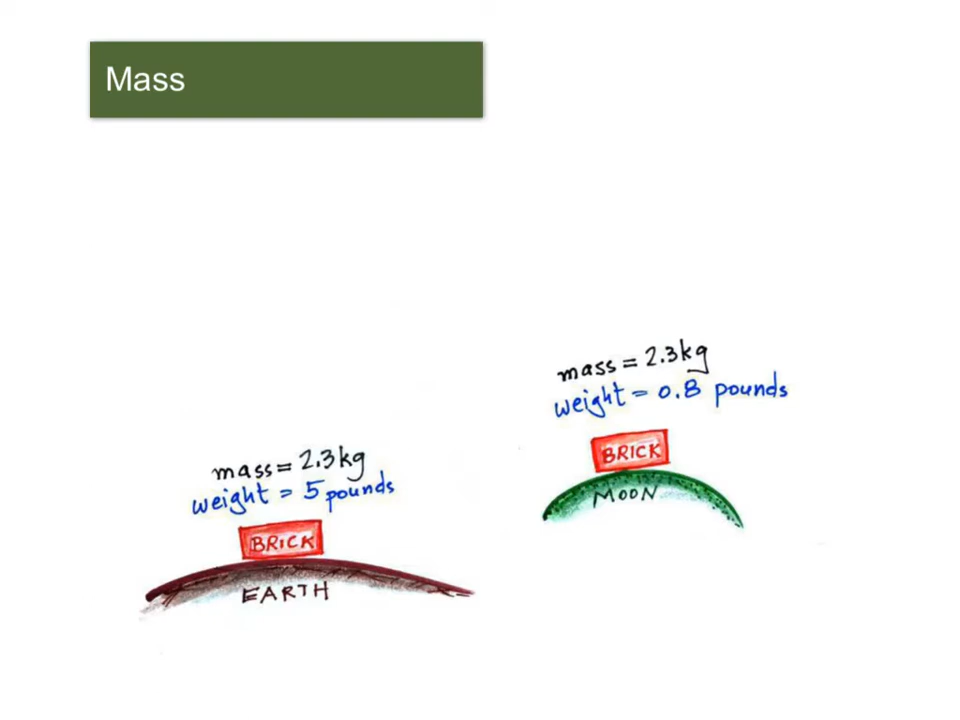 Mass
mass = 2.3kg
weight = 0.8 pounds
BRICK
MOON
mass = 2.3kg
weight = 5 pounds
BRICK
EARTH